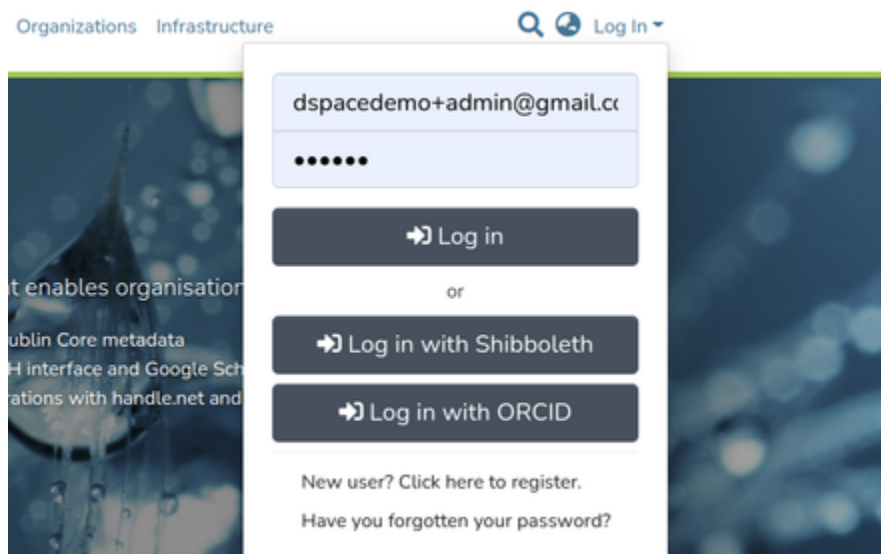 Organizations Infrastructure Log In
dspacedemo+admin@gmail.c
••••••
Log in
or
Log in with Shibboleth
Log in with ORCID
New user? Click here to register.
Have you forgotten your password?
t enables organisation
ublin Core metadata
H interface and Google Sch
rations with handle.net and